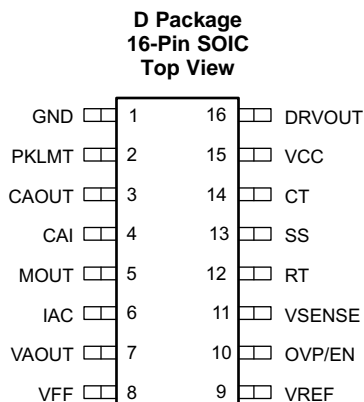 D Package
16-Pin SOIC
Top View
GND 1 16 DRVOUT
PKLMT 2 15 VCC
CAOUT 3 14 CT
CAI 4 13 SS
MOUT 5 12 RT
IAC 6 11 VSENSE
VAOUT 7 10 OVP/EN
VFF 8 9 VREF